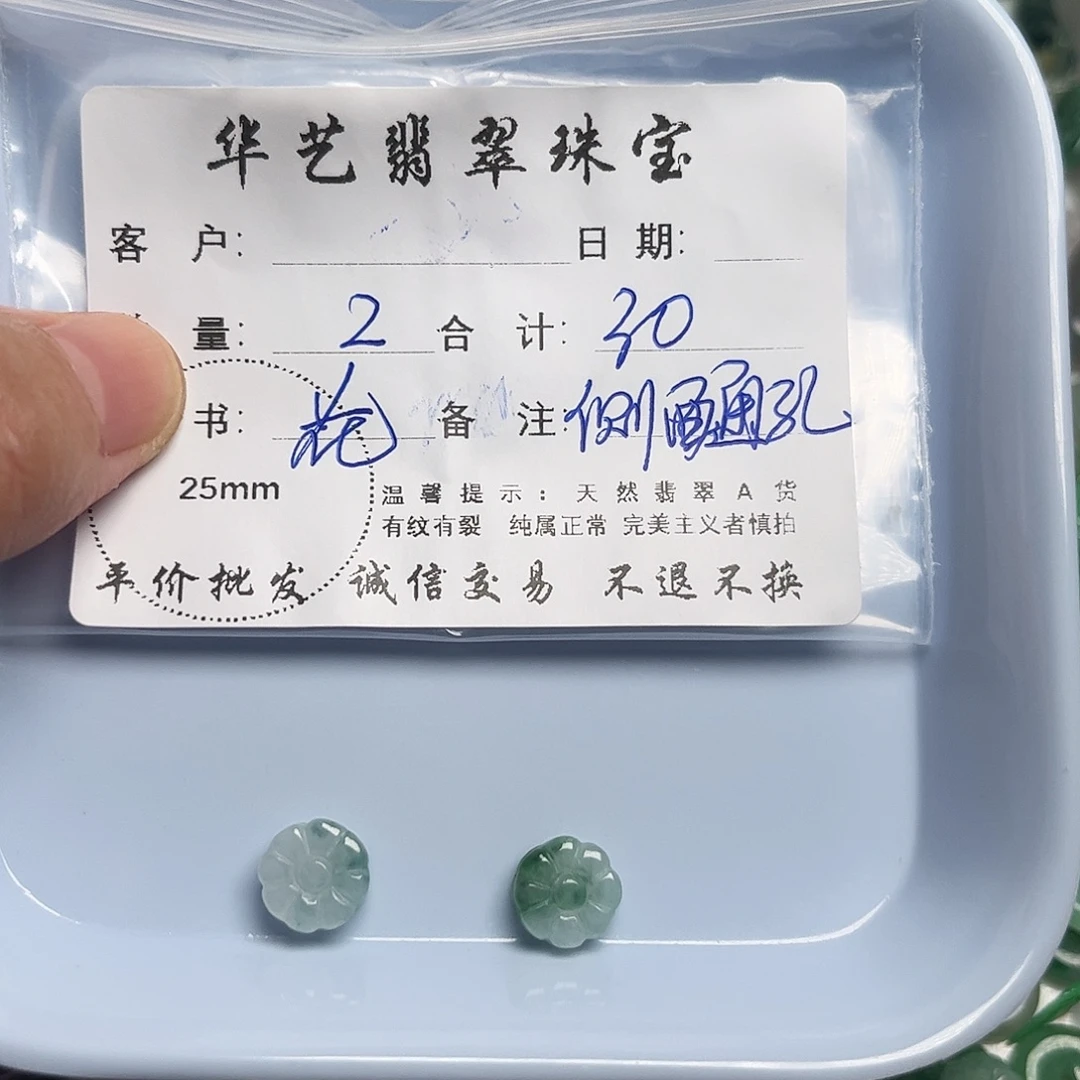 华艺翡翠珠宝
客 户: 日 期:
量: 2 合 计: 30
书: 花 备 注 侧面通孔
25mm
温馨提示: 天然翡翠A货
有纹有裂 纯属正常 完美主义者慎拍
平价批发 诚信交易 不退不换